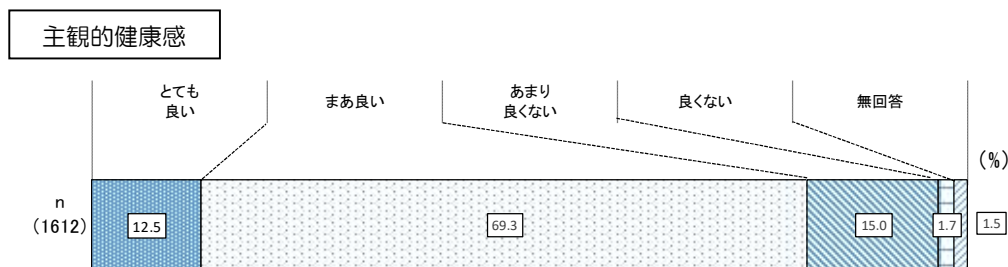 主観的健康感
とても
良い
まあ良い
あまり
良くない
良くない
無回答
(%)
n
(1612)
12.5
69.3
15.0
1.7
1.5